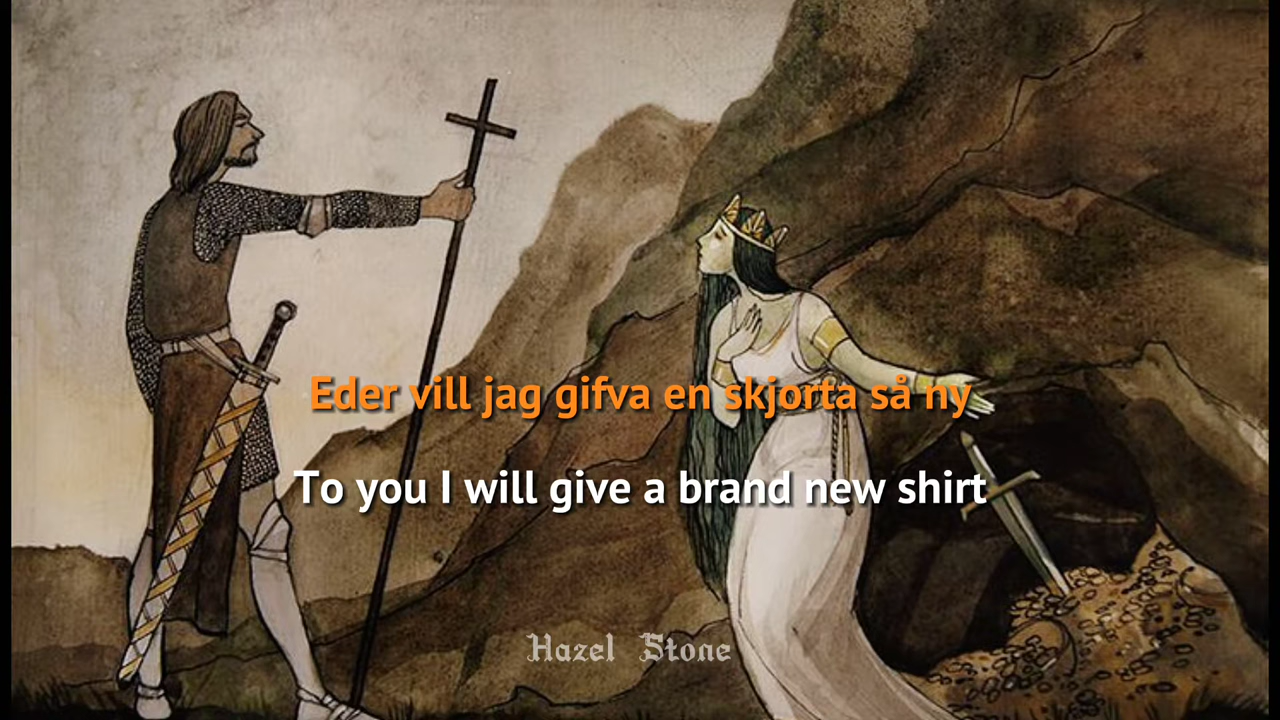 Eder vill jag gifva en skjorta så ny
To you I will give a brand new shirt
Hazel Stone